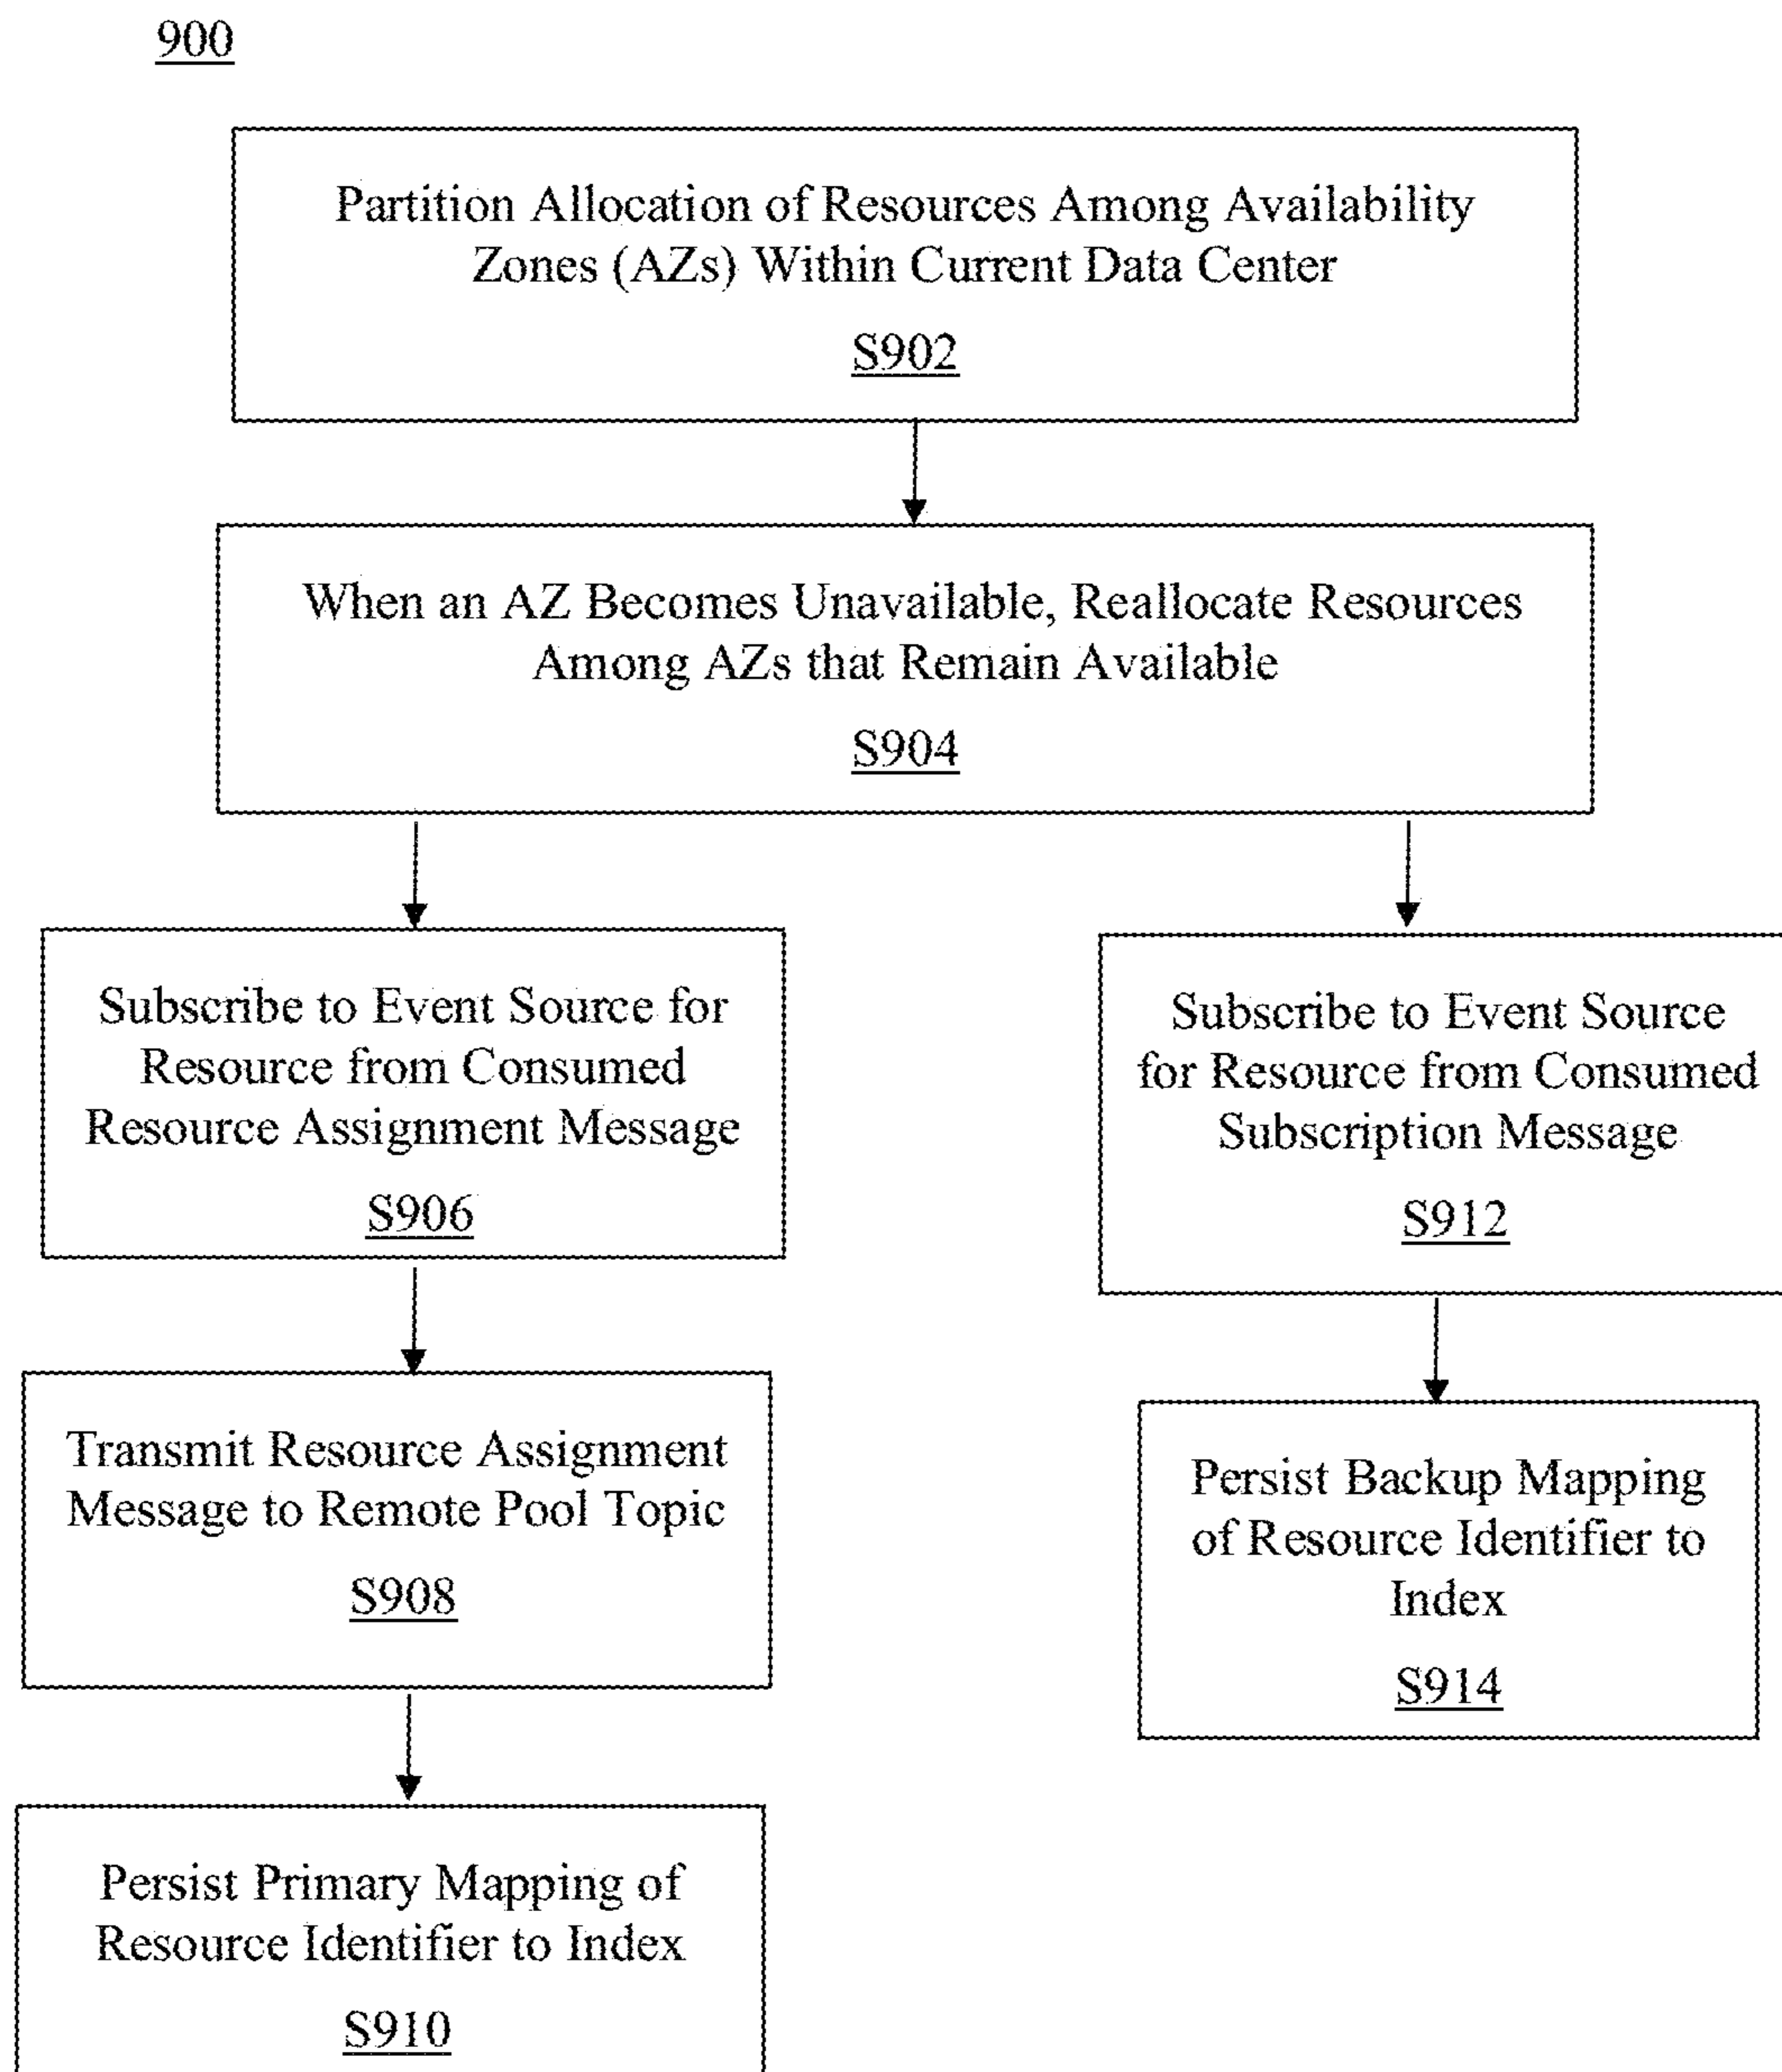 900
Partition Allocation of Resources Among Availability
Zones (AZs) Within Current Data Center
S902
When an AZ Becomes Unavailable, Reallocate Resources
Among AZs that Remain Available
S904
Subscribe to Event Source for
Resource from Consumed
Resource Assignment Message
S906
Transmit Resource Assignment
Message to Remote Pool Topic
S908
Persist Primary Mapping of
Resource Identifier to Index
S910
Subscribe to Event Source
for Resource from Consumed
Subscription Message
S912
Persist Backup Mapping
of Resource Identifier to
Index
S914